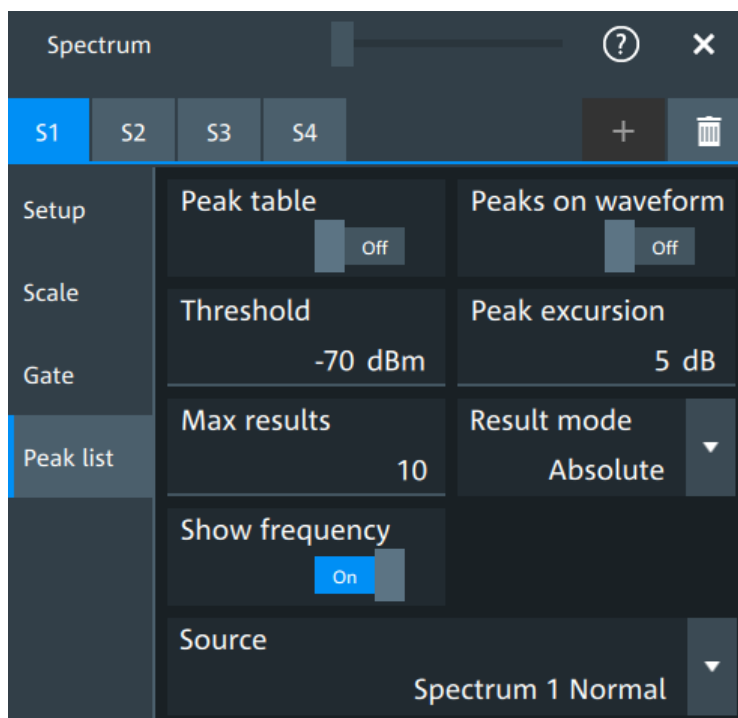 Spectrum
?
S1 S2 S3 S4 +
Setup
Scale
Gate
Peak list
Peak table
Off
Peaks on waveform
Off
Threshold
-70 dBm
Peak excursion
5 dB
Max results
10
Result mode
Absolute
Show frequency
On
Source
Spectrum 1 Normal